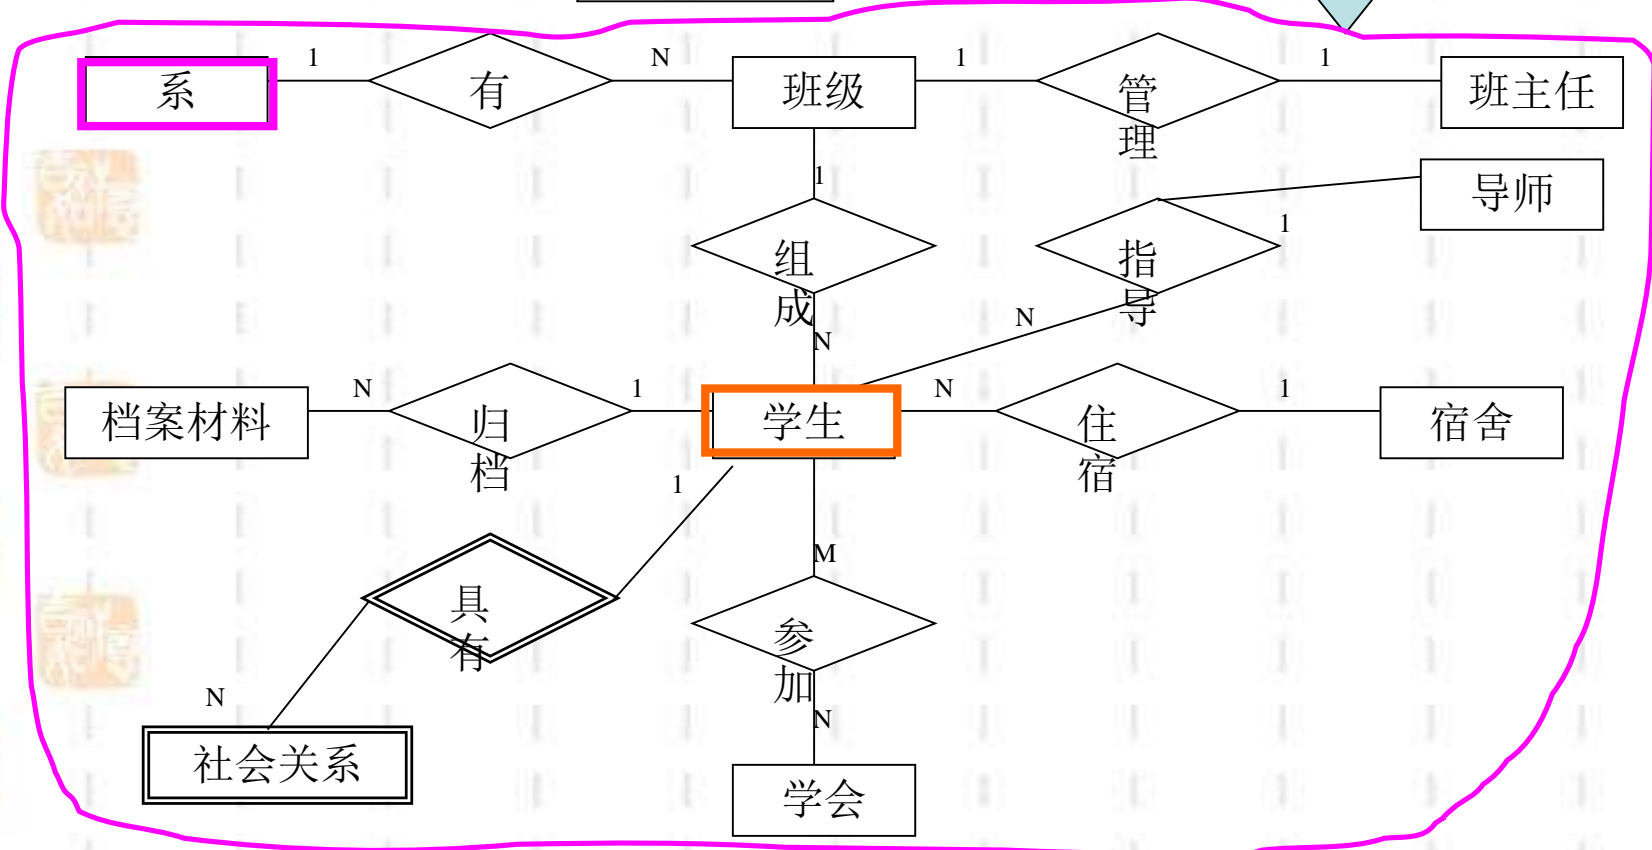 系 1 有 N 班级 1 管理 1 班主任
1
导师
组成
指导
1
N
N
档案材料 N 归档 1 学生 N 住宿 1 宿舍
1
具有
M
参加
N
N
社会关系
学会